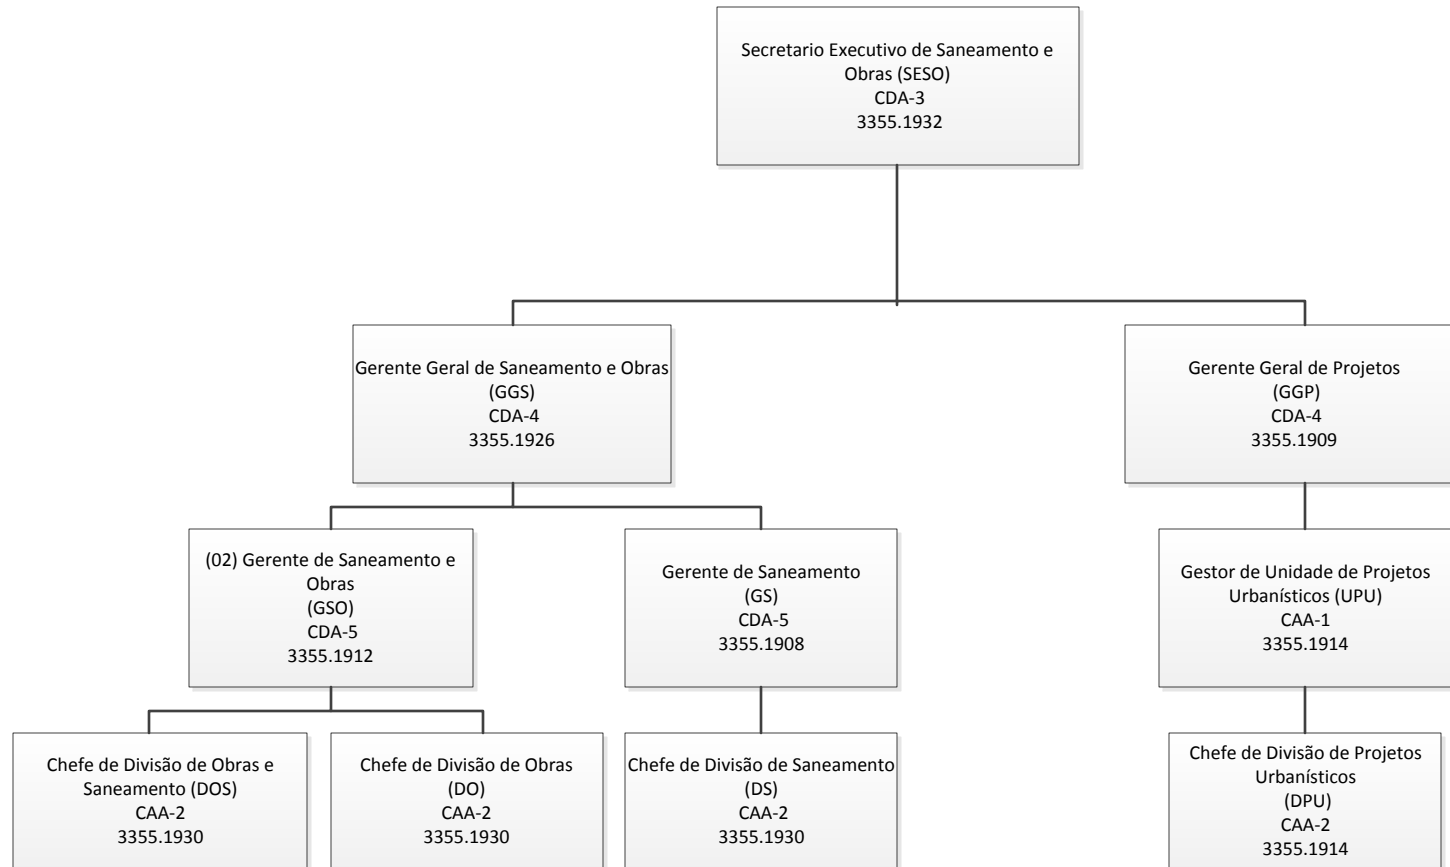 Secretario Executivo de Saneamento e
Obras (SESO)
CDA-3
3355.1932
Gerente Geral de Saneamento e Obras
(GGS)
CDA-4
3355.1926
Gerente Geral de Projetos
(GGP)
CDA-4
3355.1909
(02) Gerente de Saneamento e
Obras
(GSO)
CDA-5
3355.1912
Gerente de Saneamento
(GS)
CDA-5
3355.1908
Gestor de Unidade de Projetos
Urbanísticos (UPU)
CAA-1
3355.1914
Chefe de Divisão de Obras e
Saneamento (DOS)
CAA-2
3355.1930
Chefe de Divisão de Obras
(DO)
CAA-2
3355.1930
Chefe de Divisão de Saneamento
(DS)
CAA-2
3355.1930
Chefe de Divisão de Projetos
Urbanísticos
(DPU)
CAA-2
3355.1914